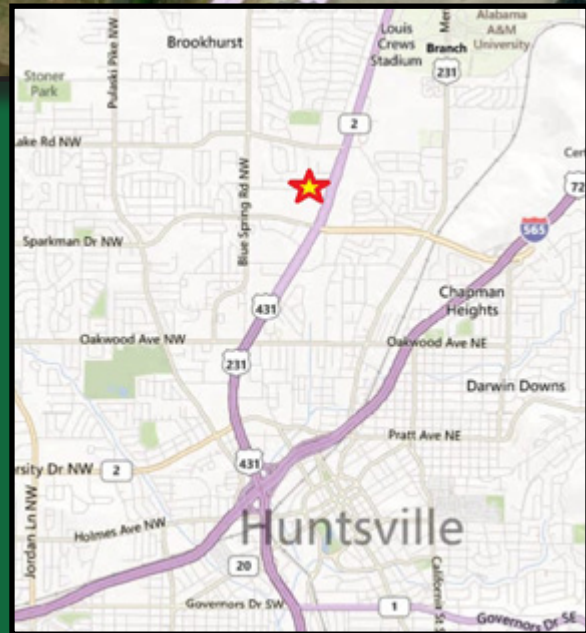 Louis
Crews
Stadium
Mer
Alabama
A&M
University
Brookhurst
Pulaski Pike NW
Branch
231
Stoner
Park
2
Lake Rd NW
Cer
72
Blue Spring Rd NW
565
Sparkman Dr NW
Chapman
Heights
431
Oakwood Ave NW
Oakwood Ave NE
231
Darwin Downs
Pratt Ave NE
rsity Dr NW
2
431
Jordan Ln NW
Holmes Ave NW
Huntsville
20
California St S
Governors Dr SW
1
Governors Dr SE